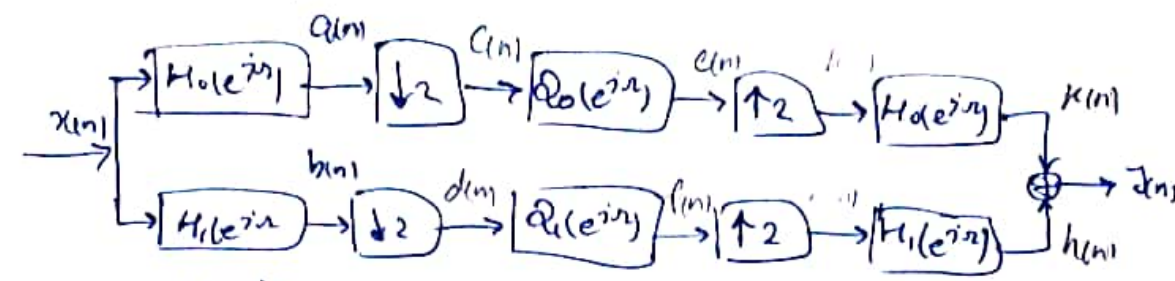 a(n) C(n) e(n) K(n)
H₀(e^jΩ) ↓2 Q₀(e^jΩ) ↑2 H₀(e^jΩ)
x(n)
b(n) d(n) f(n) h(n)
H₁(e^jΩ ↓2 Q₁(e^jΩ) ↑2 H₁(e^jΩ)